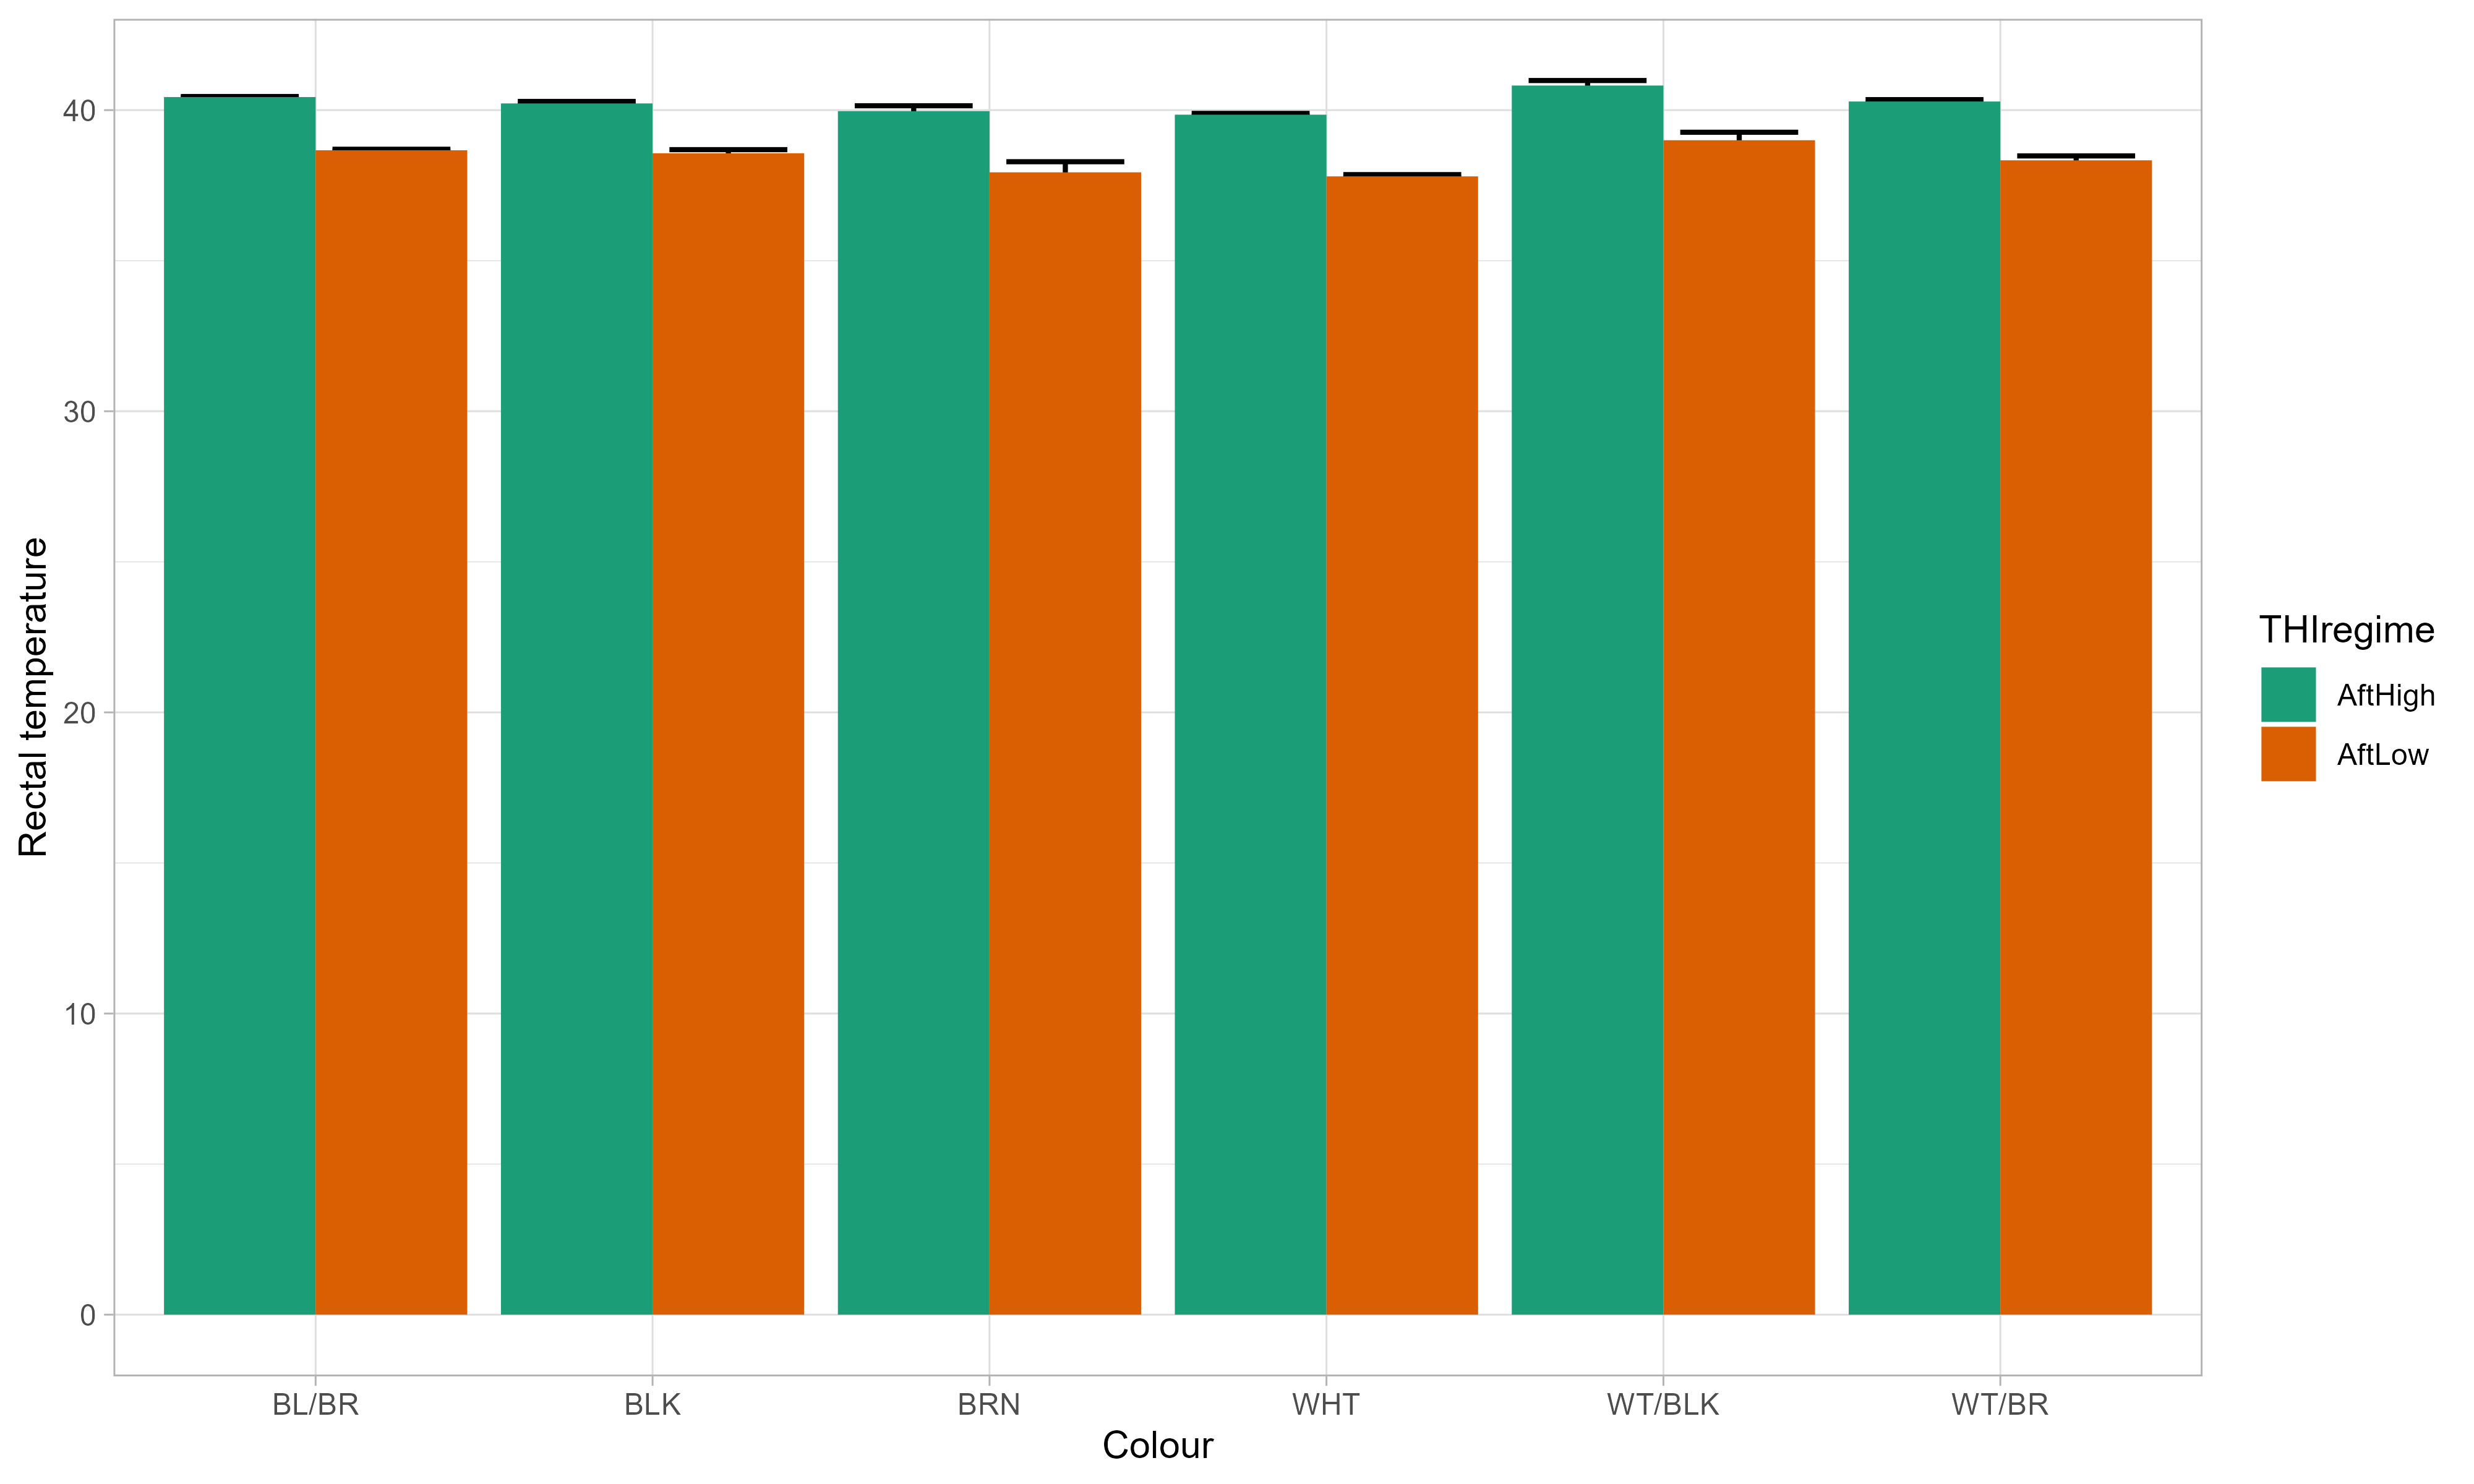 Rectal temperature
40
30
20
10
0
BL/BR
BLK
BRN
WHT
WT/BLK
WT/BR
Colour
THIregime
AftHigh
AftLow